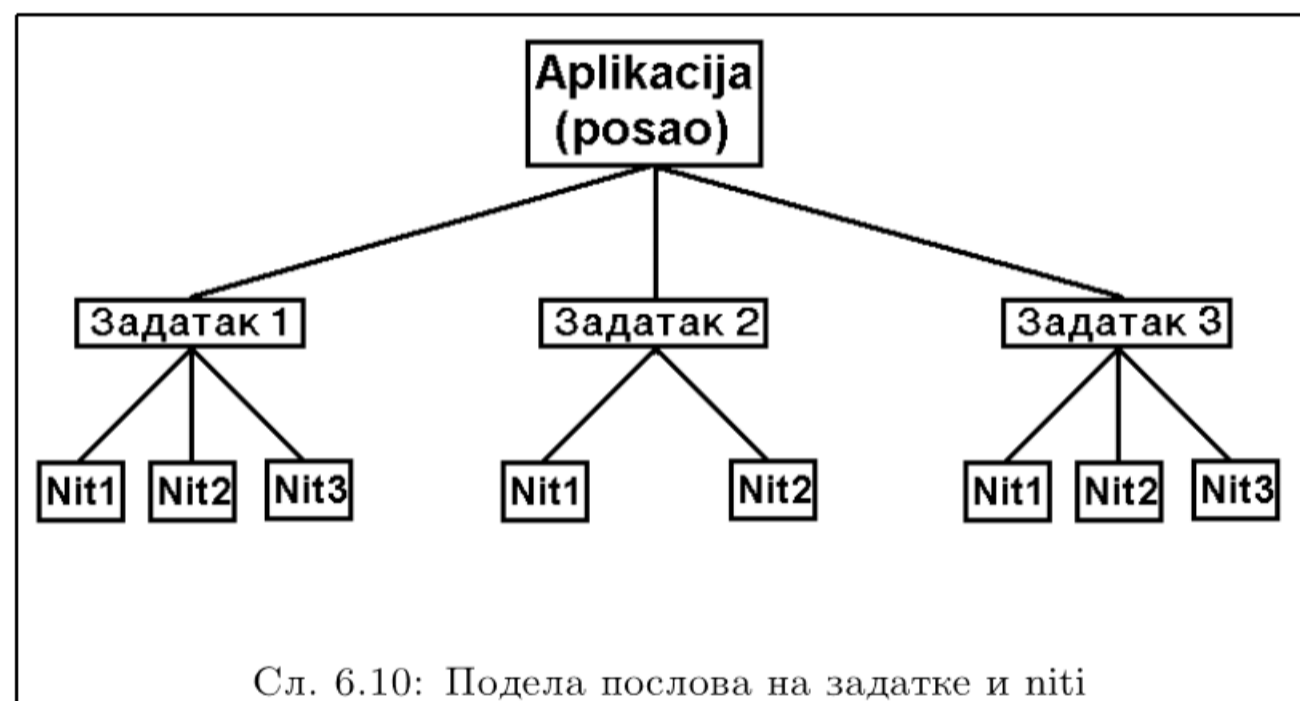 Aplikacija
(posao)
Задатак 1
Задатак 2
Задатак 3
Nit1
Nit2
Nit3
Nit1
Nit2
Nit1
Nit2
Nit3
Сл. 6.10: Подела послова на задатке и niti